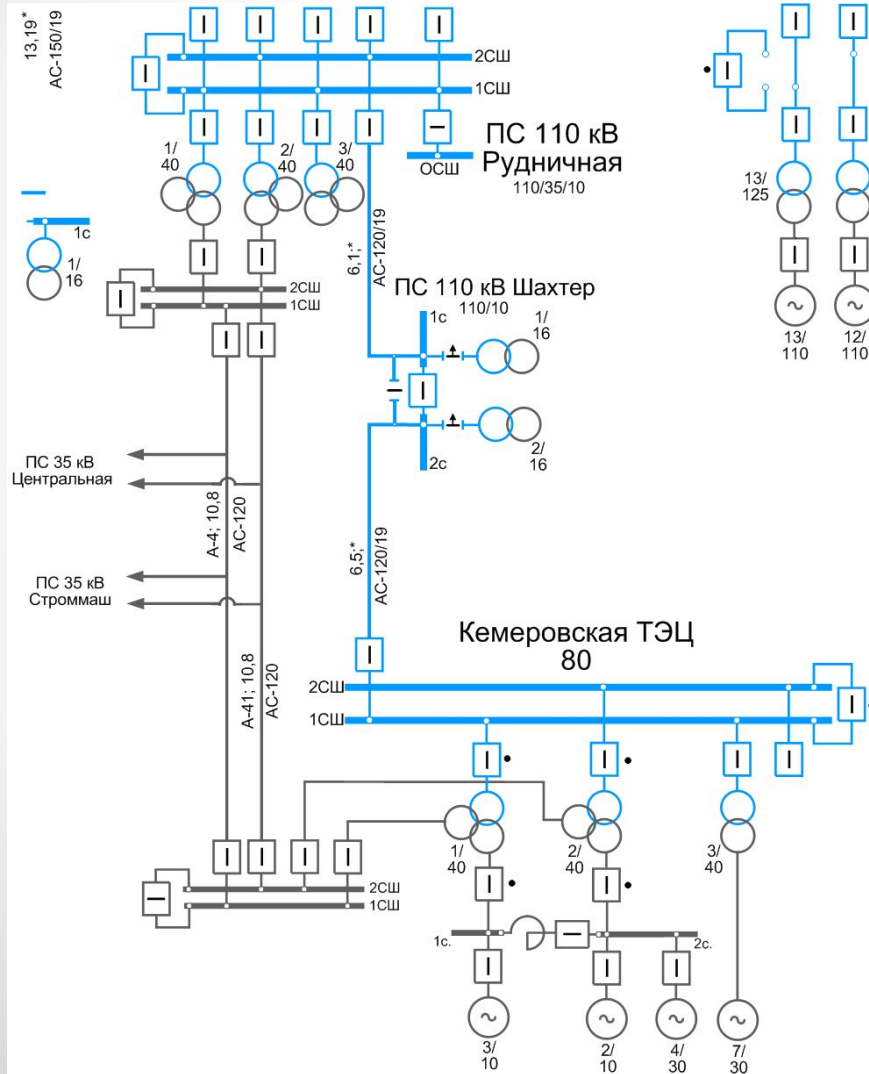 13,19*
АС-150/19
2СШ
1СШ
ПС 110 кВ
Рудничная
110/35/10
ОСШ
1/
40
2/
40
3/
40
13/
125
1с
1/
16
6,1;*
АС-120/19
2СШ
1СШ
ПС 110 кВ Шахтер
110/10
1с
1/
16
2/
16
2с
13/
110
12/
110
ПС 35 кВ
Центральная
А-4; 10,8
АС-120
ПС 35 кВ
Строммаш
6,5;*
АС-120/19
А-41; 10,8
АС-120
Кемеровская ТЭЦ
80
2СШ
1СШ
1/
40
2/
40
3/
40
2СШ
1СШ
1с.
2с.
3/
10
2/
10
4/
30
7/
30